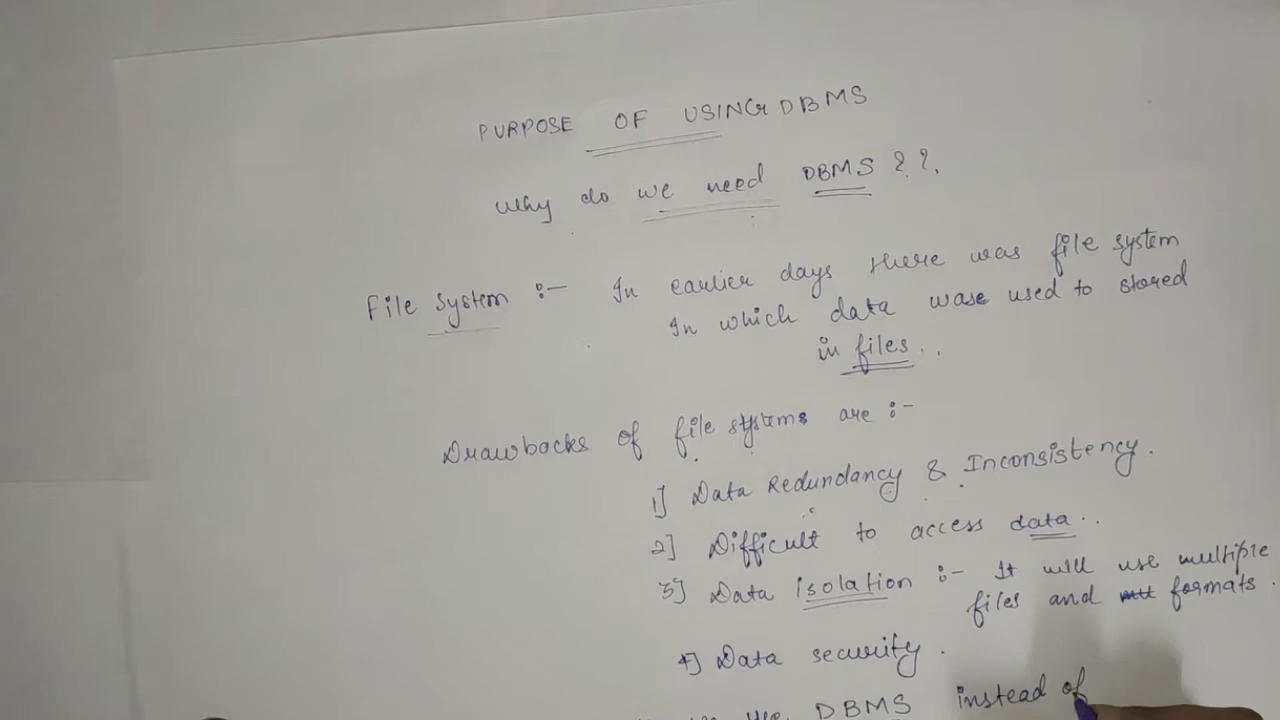 PURPOSE OF USING DBMS
Why do we need DBMS ??.
File System :- In earlier days there was file system
In which data wase used to stored
in files..
Drawbacks of file systems are :-
1] Data Redundancy & Inconsistency.
2] Difficult to access data..
3] Data isolation :- It will use multiple
files and formats.
4] Data security.
use DBMS instead of